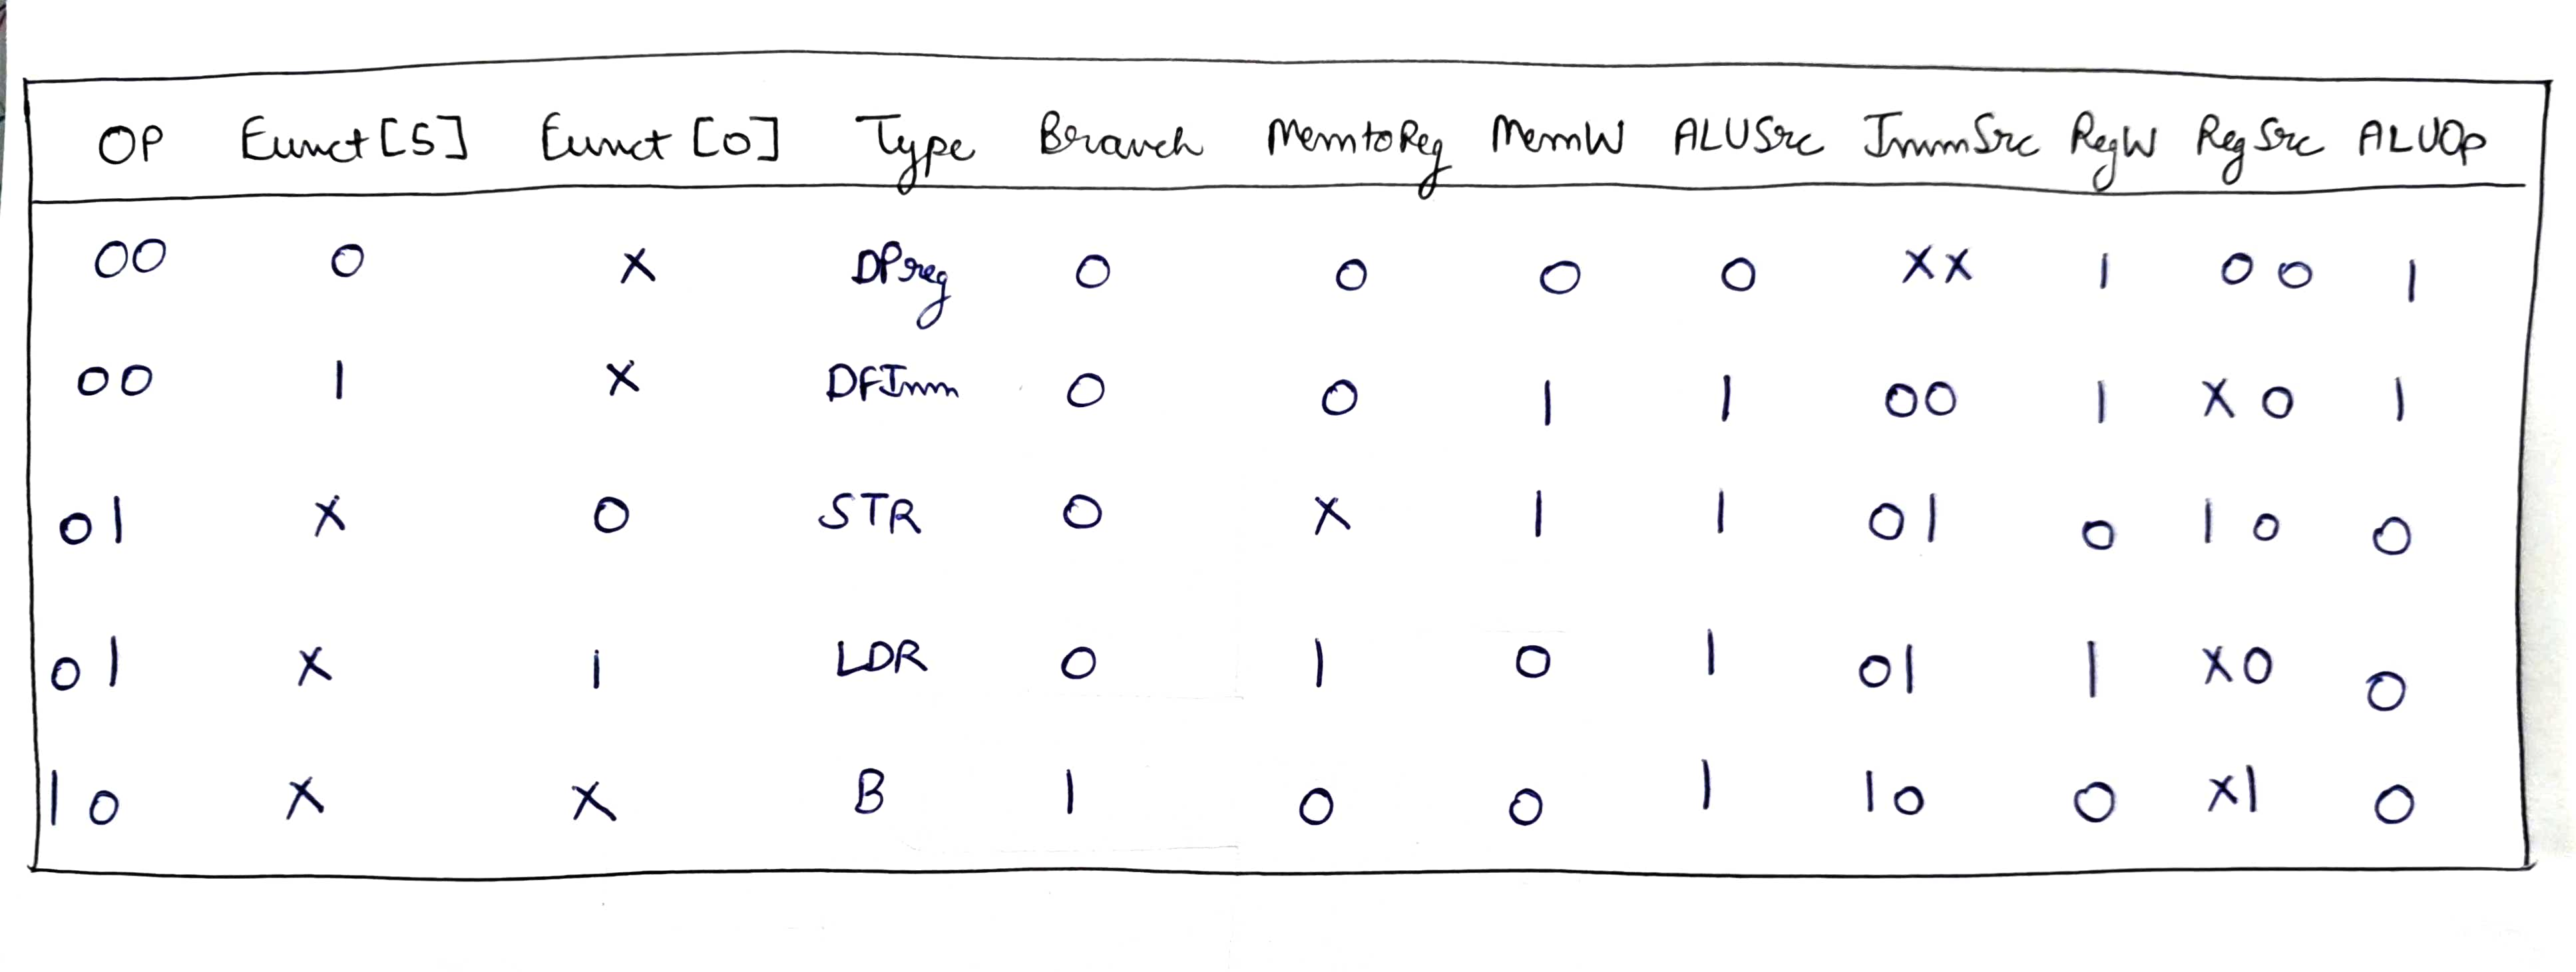 OP Funct[5] Funct[0] Type Branch MemtoReg MemW ALUSrc ImmSrc RegW RegSrc ALUOp
00 0 X DPreg 0 0 0 0 XX 1 00 1
00 1 X DFImm 0 0 1 1 00 1 X0 1
01 X 0 STR 0 X 1 1 01 0 10 0
01 X 1 LDR 0 1 0 1 01 1 X0 0
10 X X B 1 0 0 1 10 0 X1 0